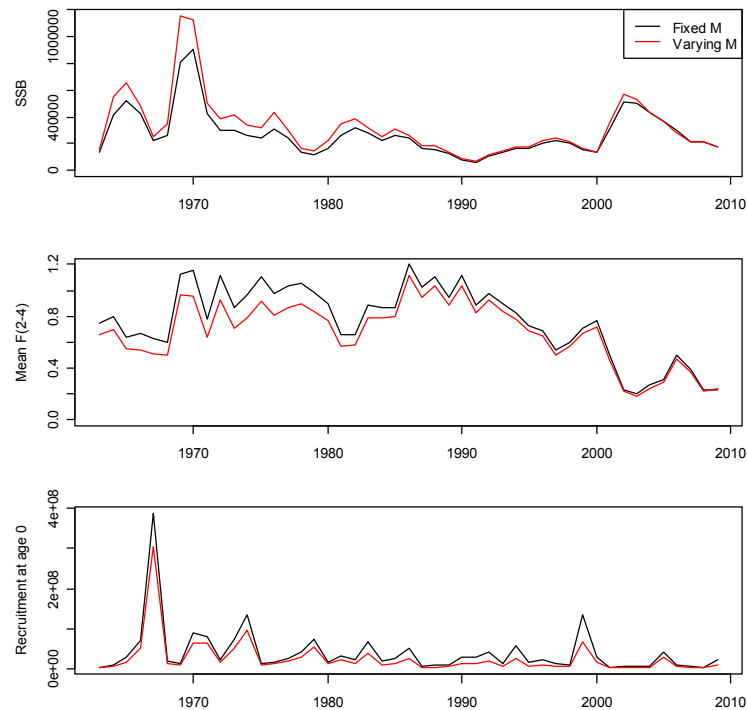 SSB
0 400000 1000000
Fixed M
Varying M
1970 1980 1990 2000 2010
Mean F(2-4)
0.0 0.4 0.8 1.2
1970 1980 1990 2000 2010
Recruitment at age 0
0e+00 2e+08 4e+08
1970 1980 1990 2000 2010